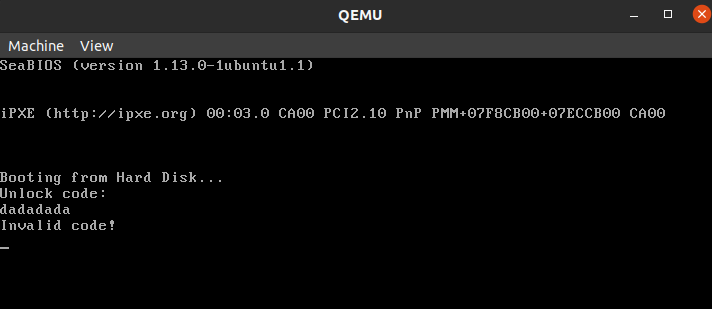 QEMU
Machine View
SeaBIOS (version 1.13.0-1ubuntu1.1)
iPXE (http://ipxe.org) 00:03.0 CA00 PCI2.10 PnP PMM+07F8CB00+07ECCB00 CA00
Booting from Hard Disk...
Unlock code:
dadadada
Invalid code!
_